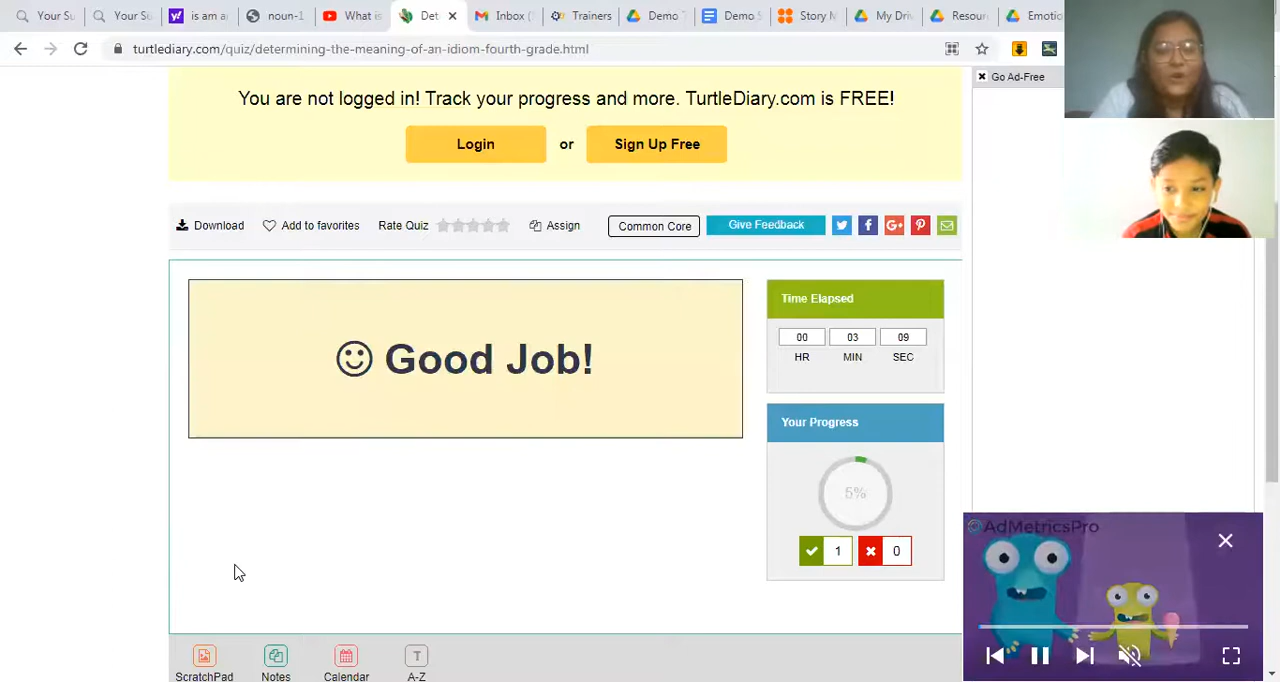 Your Su
Your Se
is am a
noun-1
What is
Det
Inbox (
Trainers
Demo T
Demo S
Story M
My Driv
Resour
Emotio
turtlediary.com/quiz/determining-the-meaning-of-an-idiom-fourth-grade.html
You are not logged in! Track your progress and more. TurtleDiary.com is FREE!
Login or Sign Up Free
Go Ad-Free
Download Add to favorites Rate Quiz Assign Common Core Give Feedback
Good Job!
Time Elapsed
00 03 09
HR MIN SEC
Your Progress
5%
1 0
AdMetricsPro
ScratchPad Notes Calendar A-Z